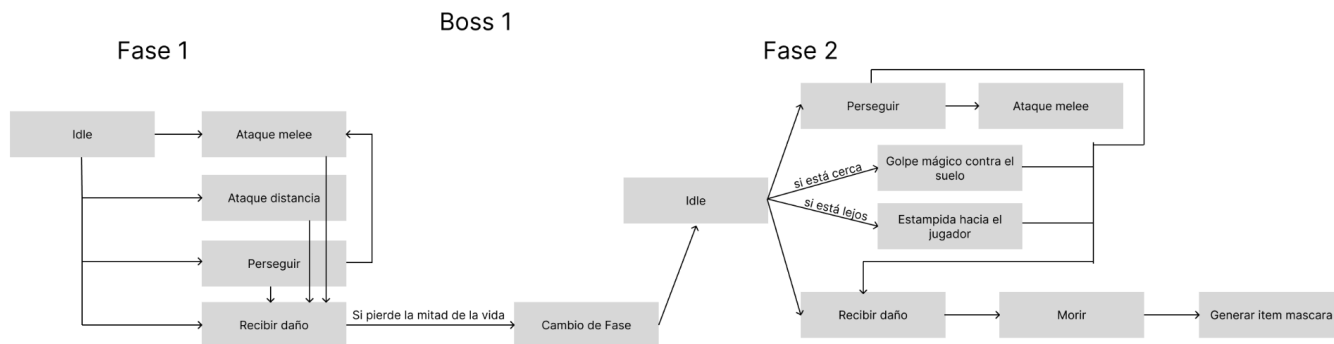 Boss 1
Fase 1
Fase 2
Idle
Ataque melee
Ataque distancia
Perseguir
Recibir daño
Si pierde la mitad de la vida
Cambio de Fase
Idle
Perseguir
Ataque melee
si está cerca
Golpe mágico contra el
suelo
si está lejos
Estampida hacia el
jugador
Recibir daño
Morir
Generar item mascara